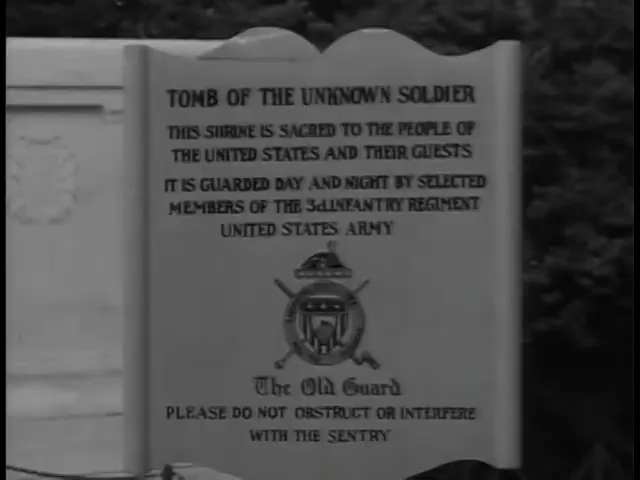 TOMB OF THE UNKNOWN SOLDIER
THIS SHRINE IS SACRED TO THE PEOPLE OF
THE UNITED STATES AND THEIR GUESTS
IT IS GUARDED DAY AND NIGHT BY SELECTED
MEMBERS OF THE 3d.INFANTRY REGIMENT
UNITED STATES ARMY
The Old Guard
PLEASE DO NOT OBSTRUCT OR INTERFERE
WITH THE SENTRY